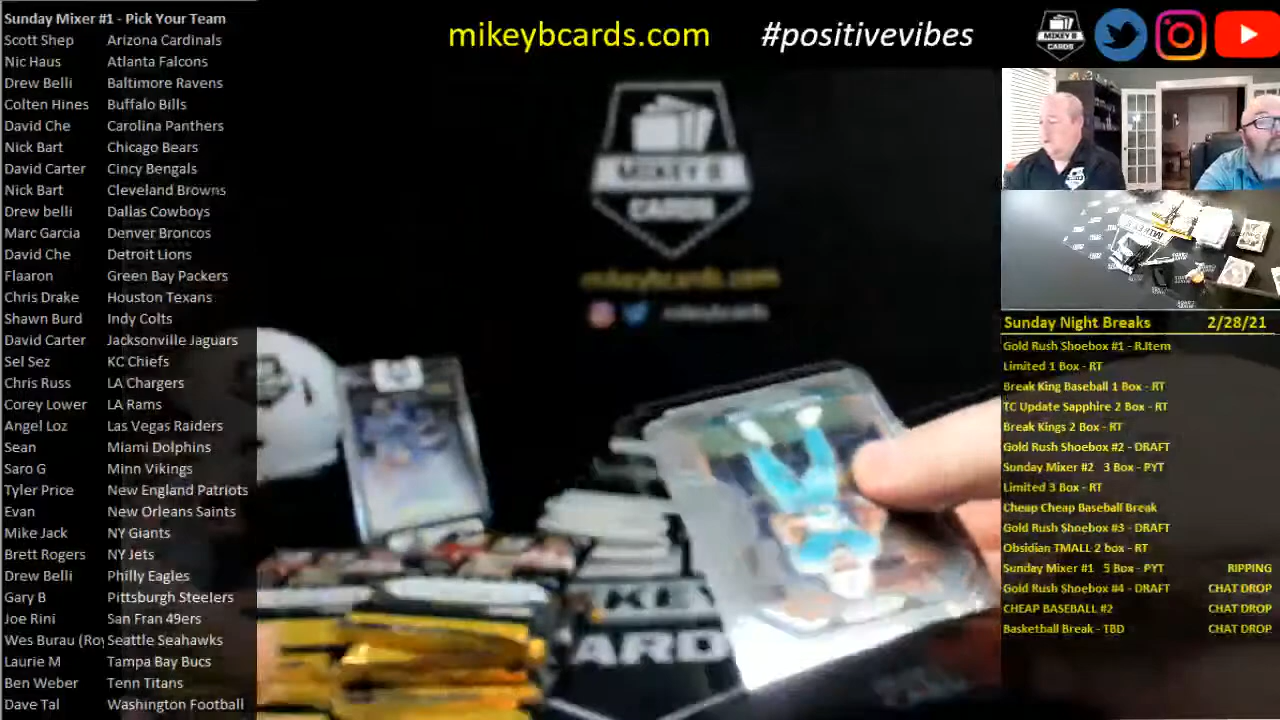 Sunday Mixer #1 - Pick Your Team
Scott Shep Arizona Cardinals
Nic Haus Atlanta Falcons
Drew Belli Baltimore Ravens
Colten Hines Buffalo Bills
David Che Carolina Panthers
Nick Bart Chicago Bears
David Carter Cincy Bengals
Nick Bart Cleveland Browns
Drew belli Dallas Cowboys
Marc Garcia Denver Broncos
David Che Detroit Lions
Flaaron Green Bay Packers
Chris Drake Houston Texans
Shawn Burd Indy Colts
David Carter Jacksonville Jaguars
Sel Sez KC Chiefs
Chris Russ LA Chargers
Corey Lower LA Rams
Angel Loz Las Vegas Raiders
Sean Miami Dolphins
Saro G Minn Vikings
Tyler Price New England Patriots
Evan New Orleans Saints
Mike Jack NY Giants
Brett Rogers NY Jets
Drew Belli Philly Eagles
Gary B Pittsburgh Steelers
Joe Rini San Fran 49ers
Wes Burau (Roy Seattle Seahawks
Laurie M Tampa Bay Bucs
Ben Weber Tenn Titans
Dave Tal Washington Football
mikeybcards.com #positivevibes
MIKEY B
CARDS
MIKEY B
CARDS
mikeybcards.com
mikeybcards
Sunday Night Breaks 2/28/21
Gold Rush Shoebox #1 - R.Item
Limited 1 Box - RT
Break King Baseball 1 Box - RT
TC Update Sapphire 2 Box - RT
Break Kings 2 Box - RT
Gold Rush Shoebox #2 - DRAFT
Sunday Mixer #2 3 Box - PYT
Limited 3 Box - RT
Cheap Cheap Baseball Break
Gold Rush Shoebox #3 - DRAFT
Obsidian TMALL 2 box - RT
Sunday Mixer #1 5 Box - PYT RIPPING
Gold Rush Shoebox #4 - DRAFT CHAT DROP
CHEAP BASEBALL #2 CHAT DROP
Basketball Break - TBD CHAT DROP